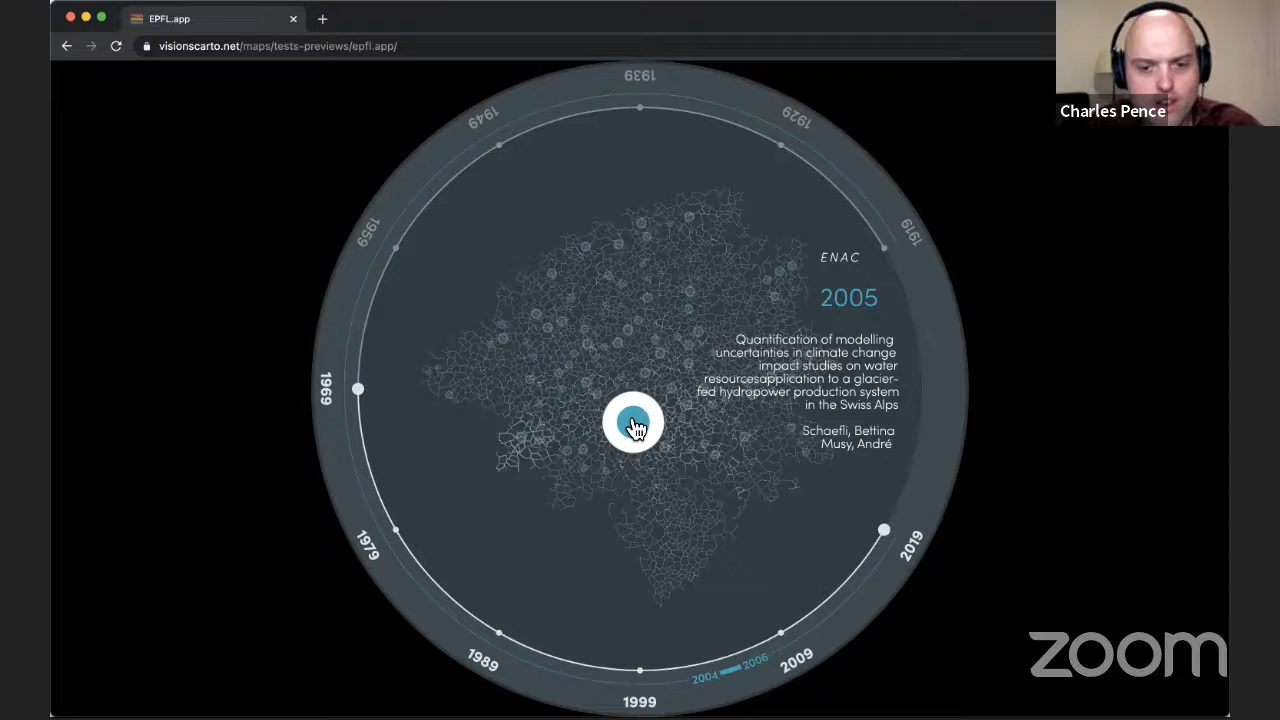 EPFL.app
visionscarto.net/maps/tests-previews/epfl.app/
Charles Pence
1939
1949
1929
1959
1919
ENAC
2005
Quantification of modelling
uncertainties in climate change
impact studies on water
resourcesapplication to a glacier-
fed hydropower production system
in the Swiss Alps
Schaefli, Bettina
Musy, André
1969
1979
2019
1989
2004
2006
2009
1999
zoom